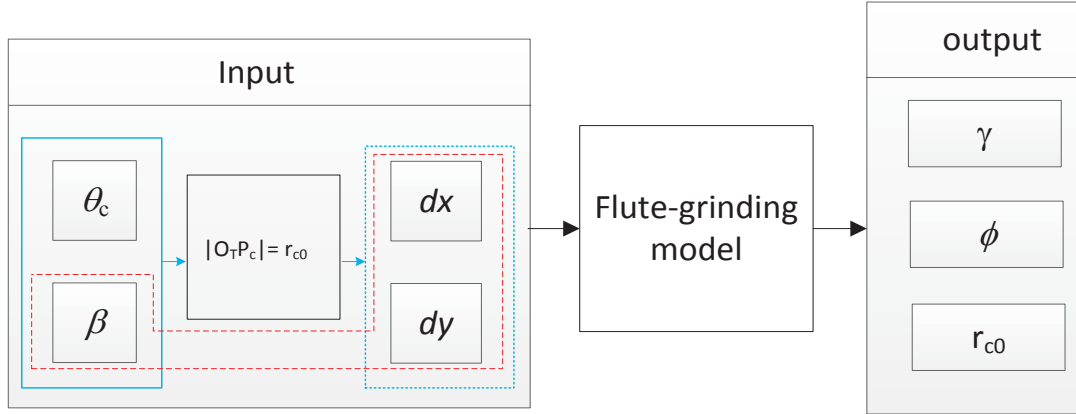 Input
θc
β
|OTPc|= rc0
dx
dy
Flute-grinding
model
output
γ
ϕ
rc0